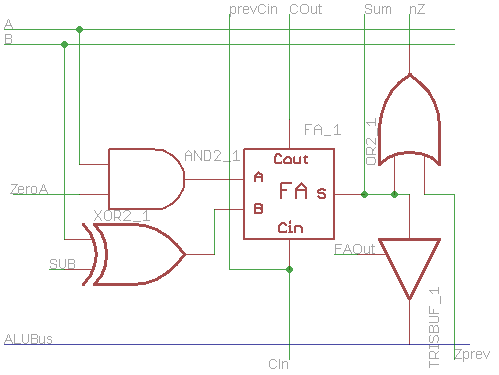 prevCin COut Sum nZ
A
B
FA_1
OR2_1
AND2_1
Cout
A
FA S
B
Cin
ZeroA
XOR2_1
SUB
FAOut
TRISBUF_1
ALUBus
Zprev
CIn